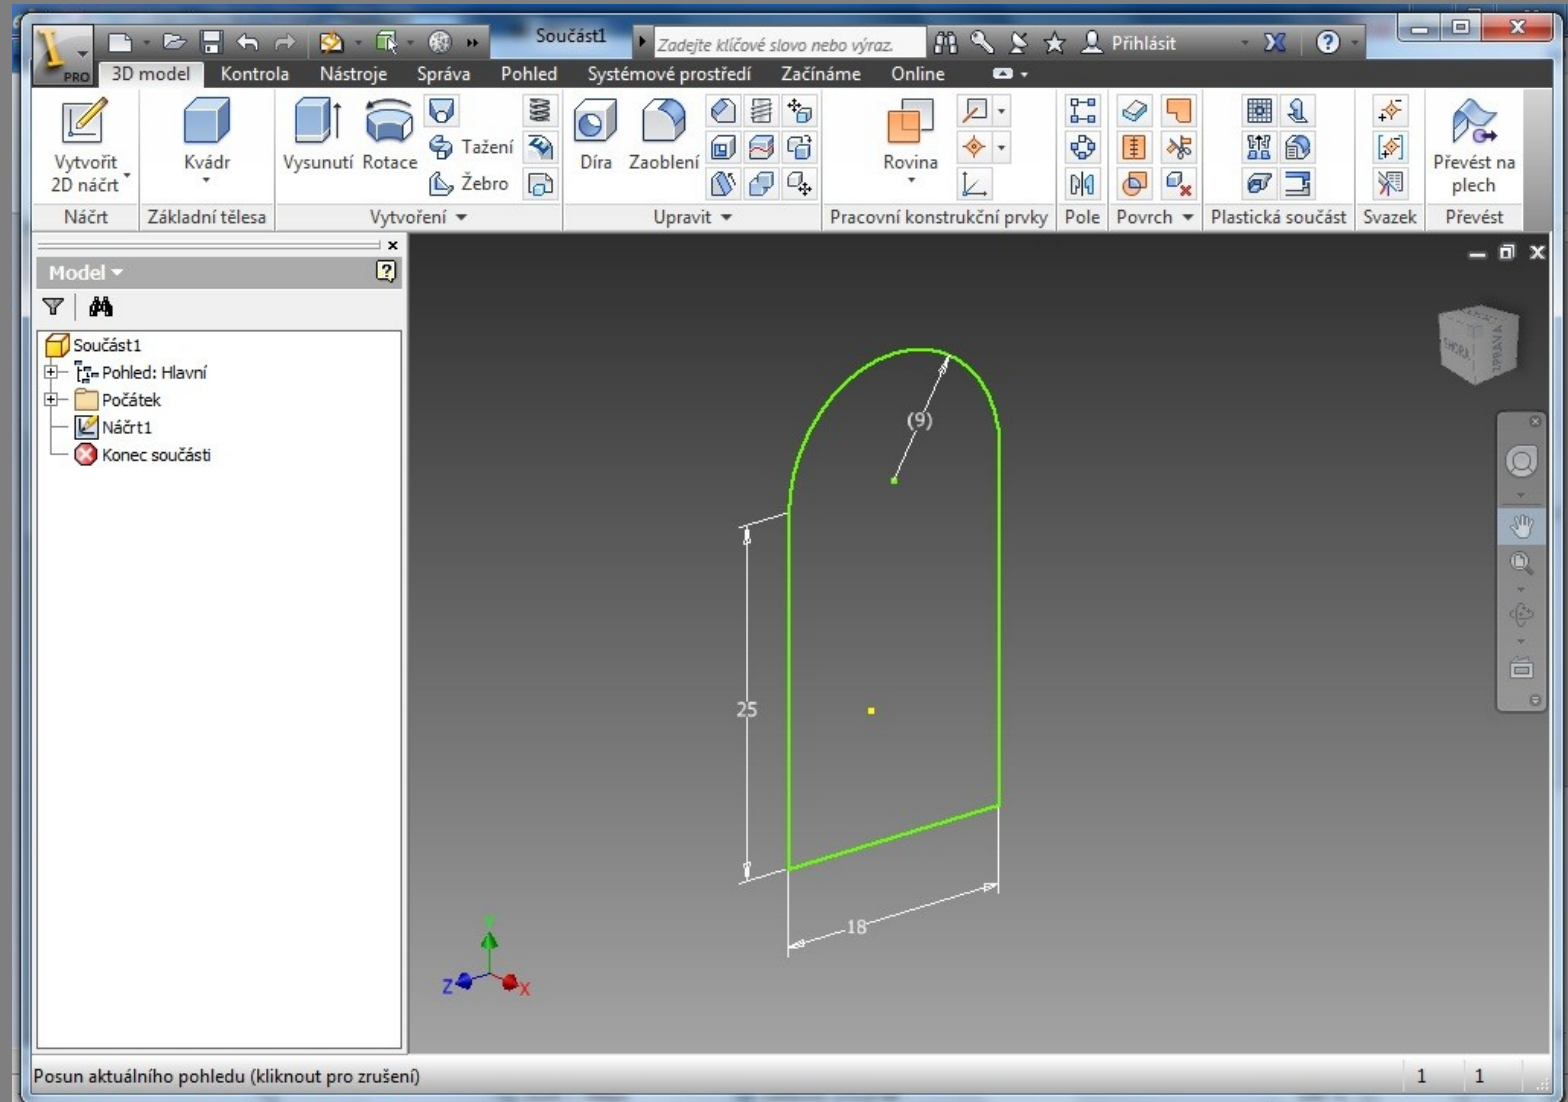 Součást1
Zadejte klíčové slovo nebo výraz.
Přihlásit
PRO
3D model Kontrola Nástroje Správa Pohled Systémové prostředí Začínáme Online
Vytvořit
2D náčrt
Kvádr
Vysunutí Rotace
Tažení
Žebro
Díra Zaoblení
Rovina
Převést na
plech
Náčrt Základní tělesa Vytvoření Upravit Pracovní konstrukční prvky Pole Povrch Plastická součást Svazek Převést
Model
Součást1
Pohled: Hlavní
Počátek
Náčrt1
Konec součásti
SHORA
ZPRAVA
(9)
25
18
Y
Z
X
Posun aktuálního pohledu (kliknout pro zrušení)
1 1